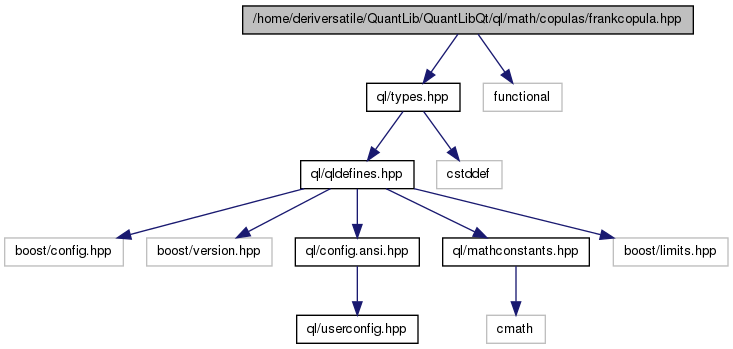 /home/deriversatile/QuantLib/QuantLibQt/ql/math/copulas/frankcopula.hpp
ql/types.hpp
functional
ql/qldefines.hpp
cstddef
boost/config.hpp
boost/version.hpp
ql/config.ansi.hpp
ql/mathconstants.hpp
boost/limits.hpp
ql/userconfig.hpp
cmath